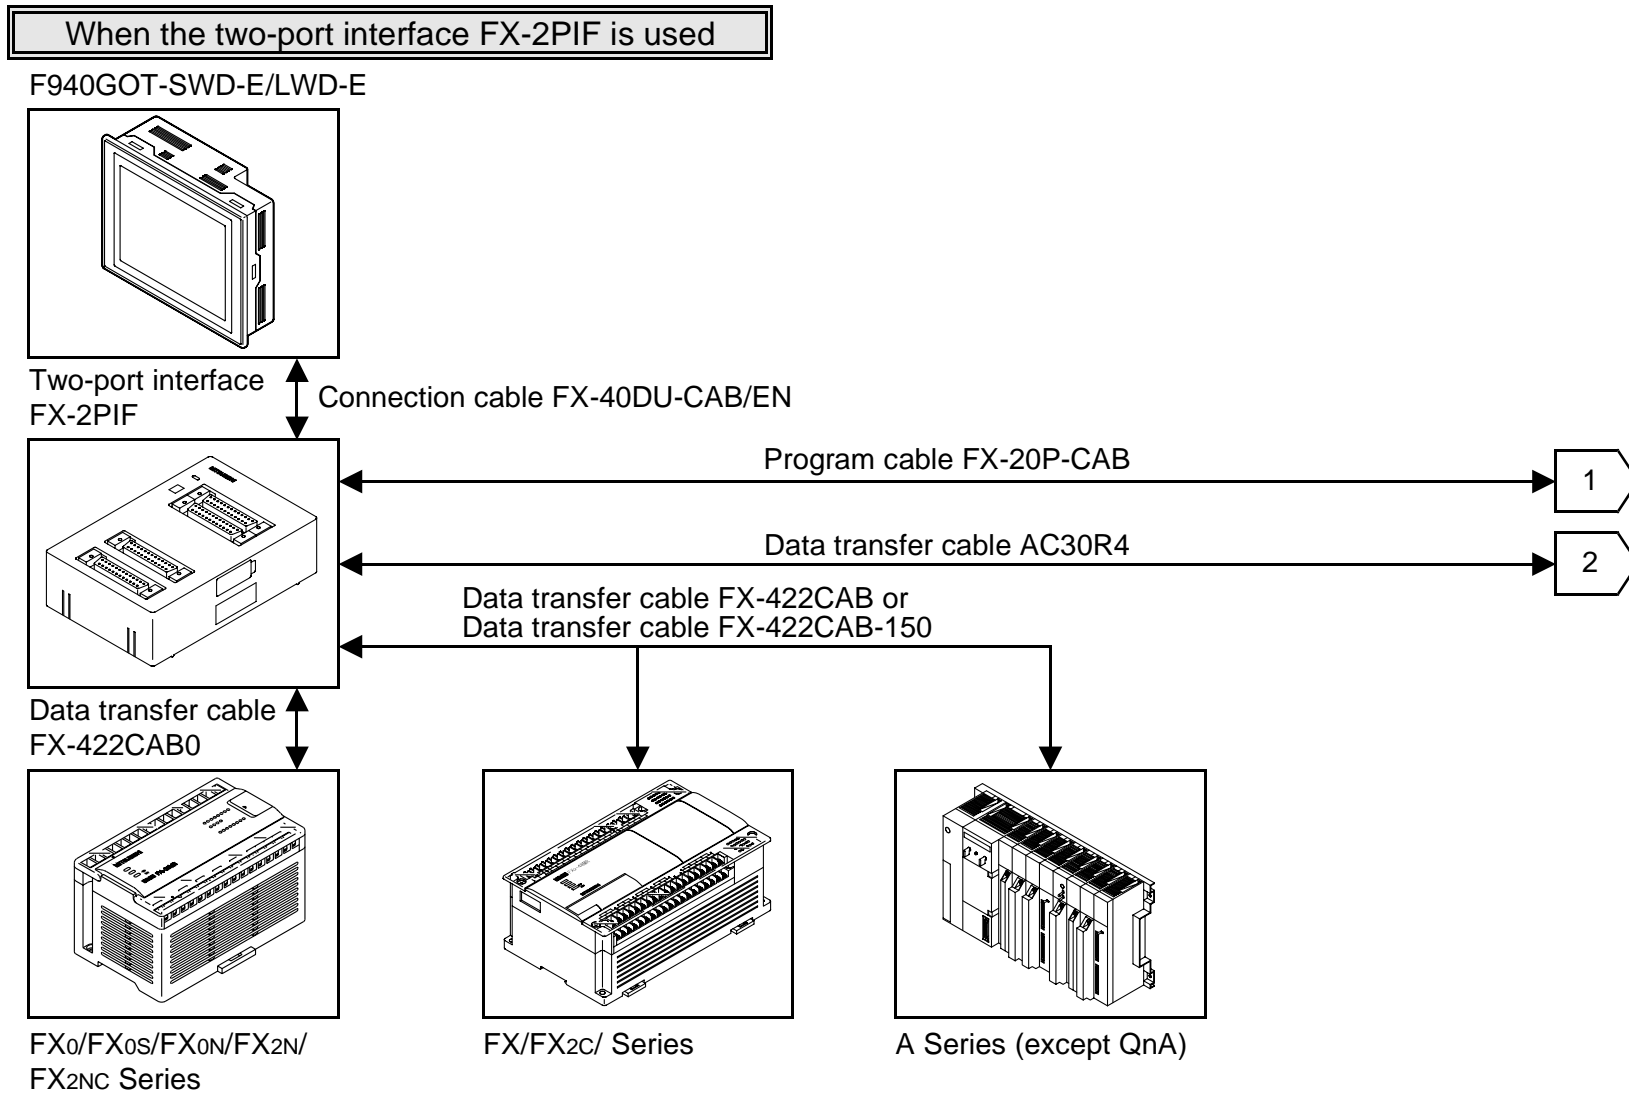 When the two-port interface FX-2PIF is used
F940GOT-SWD-E/LWD-E
Two-port interface
FX-2PIF
Connection cable FX-40DU-CAB/EN
Program cable FX-20P-CAB
1
Data transfer cable AC30R4
2
Data transfer cable FX-422CAB or
Data transfer cable FX-422CAB-150
Data transfer cable
FX-422CAB0
FX0/FX0S/FX0N/FX2N/
FX2NC Series
FX/FX2C/ Series
A Series (except QnA)